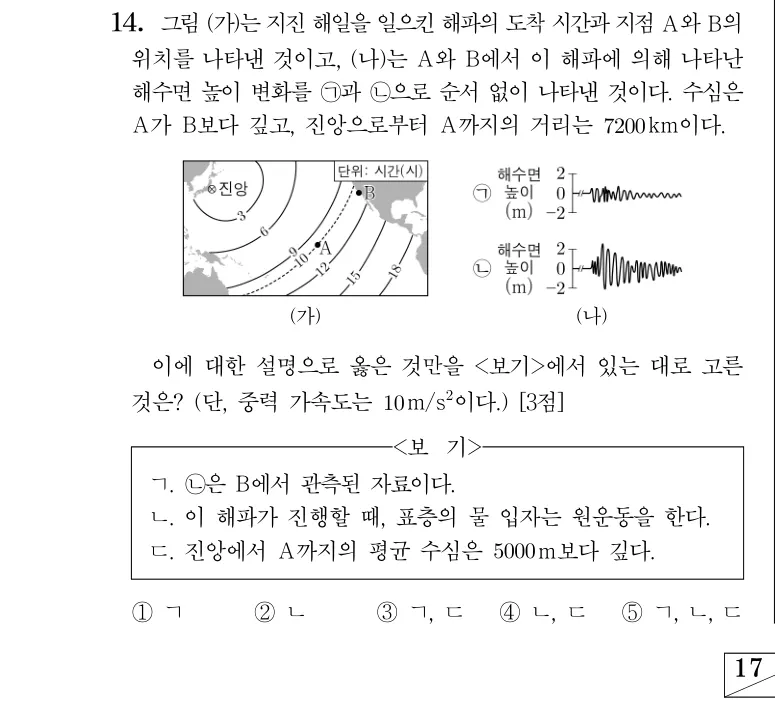 14. 그림 (가)는 지진 해일을 일으킨 해파의 도착 시간과 지점 A와 B의
위치를 나타낸 것이고, (나)는 A와 B에서 이 해파에 의해 나타난
해수면 높이 변화를 ㉠과 ㉡으로 순서 없이 나타낸 것이다. 수심은
A가 B보다 깊고, 진앙으로부터 A까지의 거리는 7200km이다.
단위: 시간(시)
진앙
B
A
3
6
9
10
12
15
18
(가)
㉠ 해수면 높이 (m)
2
0
-2
㉡ 해수면 높이 (m)
2
0
-2
(나)
이에 대한 설명으로 옳은 것만을 <보기>에서 있는 대로 고른
것은? (단, 중력 가속도는 10m/s²이다.) [3점]
<보 기>
ㄱ. ㉡은 B에서 관측된 자료이다.
ㄴ. 이 해파가 진행할 때, 표층의 물 입자는 원운동을 한다.
ㄷ. 진앙에서 A까지의 평균 수심은 5000m보다 깊다.
① ㄱ ② ㄴ ③ ㄱ, ㄷ ④ ㄴ, ㄷ ⑤ ㄱ, ㄴ, ㄷ
17